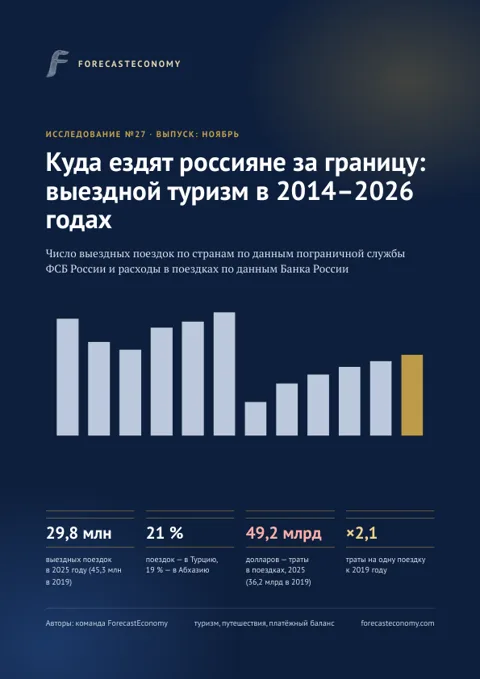 FORECASTECONOMY
ИССЛЕДОВАНИЕ №27 · ВЫПУСК: НОЯБРЬ
Куда ездят россияне за границу:
выездной туризм в 2014–2026
годах
Число выездных поездок по странам по данным пограничной службы
ФСБ России и расходы в поездках по данным Банка России
29,8 млн
выездных поездок
в 2025 году (45,3 млн
в 2019)
21 %
поездок — в Турцию,
19 % — в Абхазию
49,2 млрд
долларов — траты
в поездках, 2025
(36,2 млрд в 2019)
×2,1
траты на одну поездку
к 2019 году
Авторы: команда ForecastEconomy
туризм, путешествия, платёжный баланс
forecasteconomy.com